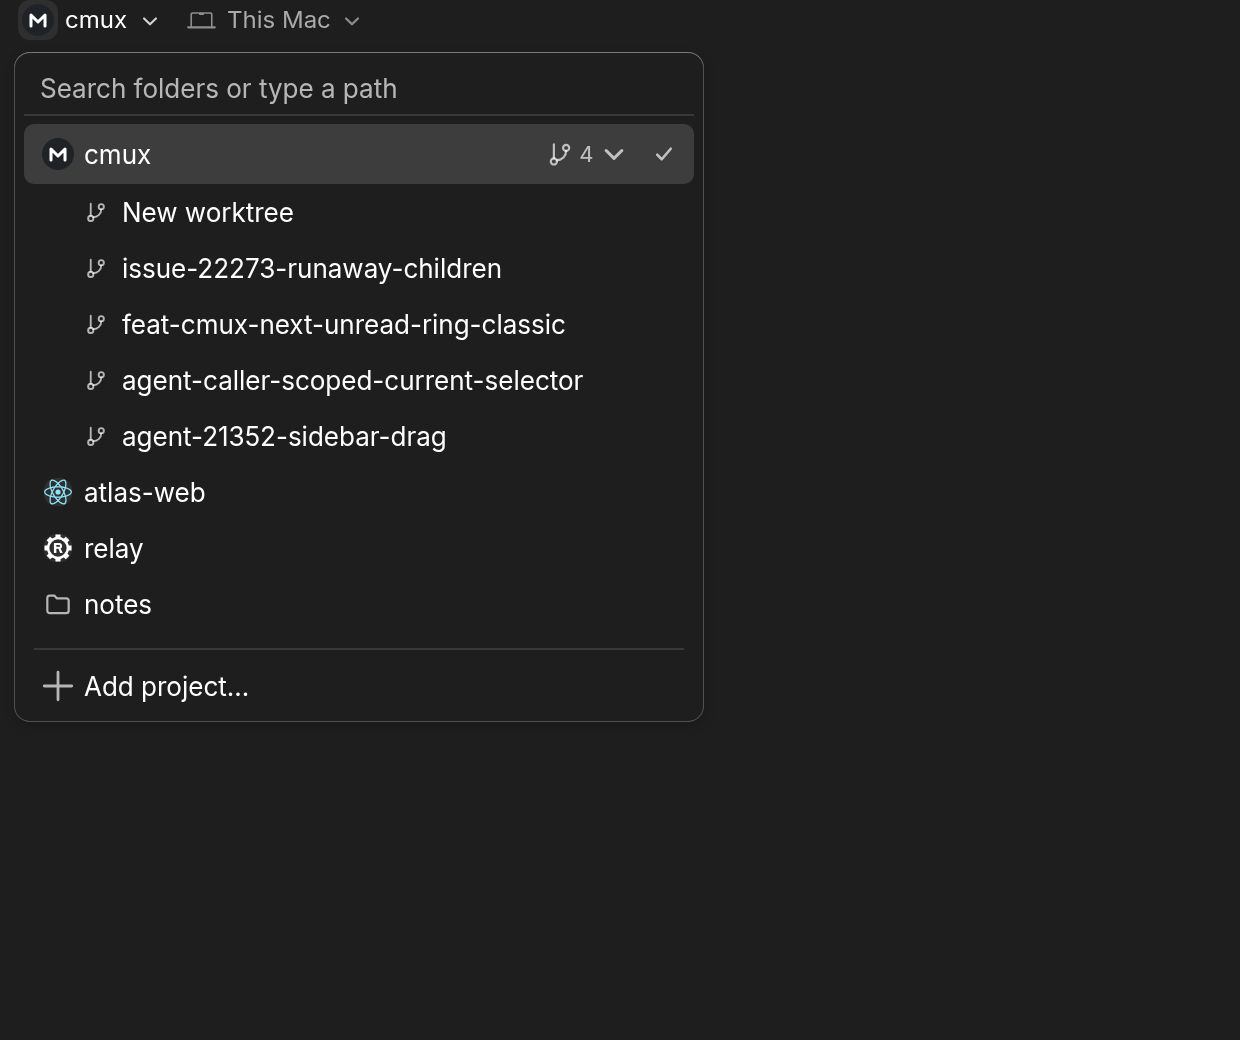 cmux This Mac
Search folders or type a path
cmux 4
New worktree
issue-22273-runaway-children
feat-cmux-next-unread-ring-classic
agent-caller-scoped-current-selector
agent-21352-sidebar-drag
atlas-web
relay
notes
Add project...